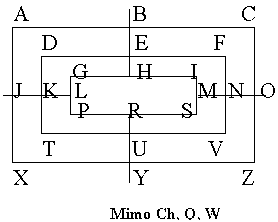 A B C
D E F
G H I
J K L M N O
P R S
T U V
X Y Z
Mimo Ch, Q, W